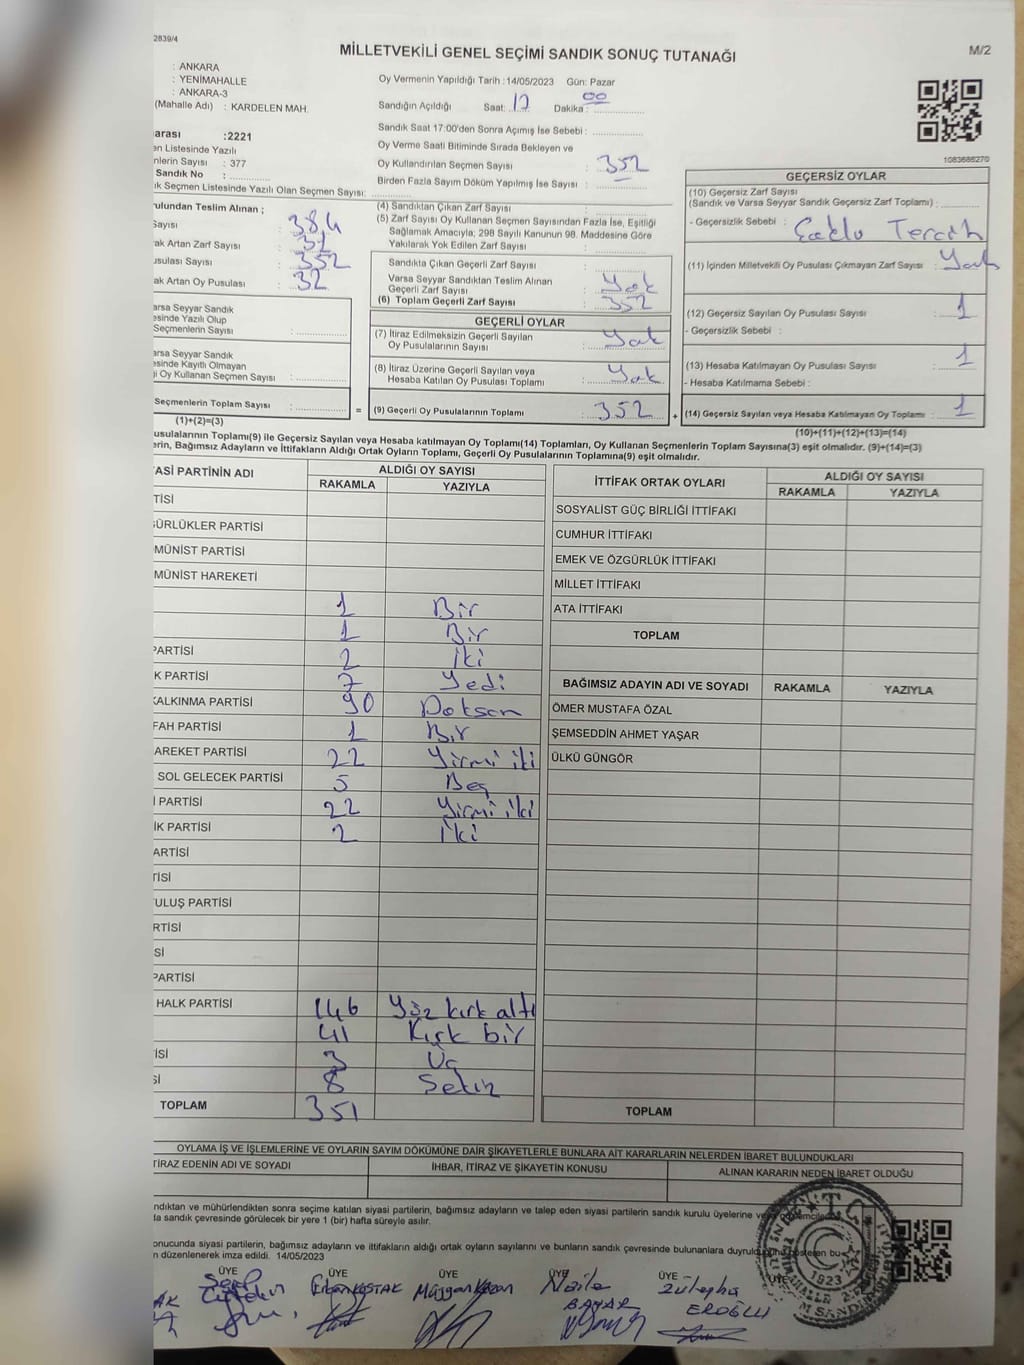 2839/4
MİLLETVEKİLİ GENEL SEÇİMİ SANDIK SONUÇ TUTANAĞI
M/2
: ANKARA
: YENİMAHALLE
: ANKARA-3
(Mahalle Adı) : KARDELEN MAH.
Oy Vermenin Yapıldığı Tarih :14/05/2023 Gün: Pazar
Sandığın Açıldığı Saat: 17 Dakika : 00
Sandık Saat 17:00'den Sonra Açımış İse Sebebi :
Oy Verme Saati Bitiminde Sırada Bekleyen ve
Oy Kullandırılan Seçmen Sayısı : 352
Birden Fazla Sayım Döküm Yapılmış İse Sayısı :
arası :2221
en Listesinde Yazılı
nlerin Sayısı : 377
Sandık No :
ık Seçmen Listesinde Yazılı Olan Seçmen Sayısı:
rulundan Teslim Alınan ;
Sayısı : 384
ak Artan Zarf Sayısı : 31
usulası Sayısı : 352
ak Artan Oy Pusulası : 32
arsa Seyyar Sandık
esinde Yazılı Olup
Seçmenlerin Sayısı :
arsa Seyyar Sandık
esinde Kayıtlı Olmayan
i Oy Kullanan Seçmen Sayısı :
Seçmenlerin Toplam Sayısı :
(1)+(2)=(3)
(4) Sandıktan Çıkan Zarf Sayısı :
(5) Zarf Sayısı Oy Kullanan Seçmen Sayısından Fazla İse, Eşitliği
Sağlamak Amacıyla; 298 Sayılı Kanunun 98. Maddesine Göre
Yakılarak Yok Edilen Zarf Sayısı :
Sandıkta Çıkan Geçerli Zarf Sayısı :
Varsa Seyyar Sandıktan Teslim Alınan
Geçerli Zarf Sayısı : Yok
(6) Toplam Geçerli Zarf Sayısı : 352
GEÇERLİ OYLAR
(7) İtiraz Edilmeksizin Geçerli Sayılan
Oy Pusulalarının Sayısı : Yok
(8) İtiraz Üzerine Geçerli Sayılan veya
Hesaba Katılan Oy Pusulası Toplamı : Yok
= (9) Geçerli Oy Pusulalarının Toplamı : 352 +
1083686270
GEÇERSİZ OYLAR
(10) Geçersiz Zarf Sayısı
(Sandık ve Varsa Seyyar Sandık Geçersiz Zarf Toplamı) :
- Geçersizlik Sebebi : Tercih
(11) İçinden Milletvekili Oy Pusulası Çıkmayan Zarf Sayısı : Yok
(12) Geçersiz Sayılan Oy Pusulası Sayısı : 1
- Geçersizlik Sebebi :
(13) Hesaba Katılmayan Oy Pusulası Sayısı : 1
- Hesaba Katılmama Sebebi :
(14) Geçersiz Sayılan veya Hesaba Katılmayan Oy Toplamı : 1
(10)+(11)+(12)+(13)=(14)
usulalarının Toplamı(9) ile Geçersiz Sayılan veya Hesaba katılmayan Oy Toplamı(14) Toplamları, Oy Kullanan Seçmenlerin Toplam Sayısına(3) eşit olmalıdır. (9)+(14)=(3)
erin, Bağımsız Adayların ve İttifakların Aldığı Ortak Oyların Toplamı, Geçerli Oy Pusulalarının Toplamına(9) eşit olmalıdır.
ASİ PARTİNİN ADI
ALDIĞI OY SAYISI
RAKAMLA YAZIYLA
TİSİ
GÜRLÜKLER PARTİSİ
MÜNİST PARTİSİ
MÜNİST HAREKETİ
1 Bir
1 Bir
PARTİSİ 2 İki
K PARTİSİ 7 Yedi
KALKINMA PARTİSİ 90 Doksan
FAH PARTİSİ 1 Bir
AREKET PARTİSİ 22 Yirmi iki
SOL GELECEK PARTİSİ 5 Beş
İ PARTİSİ 22 Yirmi iki
İK PARTİSİ 2 İki
ARTİSİ
TİSİ
TULUŞ PARTİSİ
RTİSİ
Sİ
PARTİSİ
HALK PARTİSİ 146 Yüz kırk altı
41 Kırk bir
İSİ 3 Üç
Sİ 8 Sekiz
TOPLAM 351
İTTİFAK ORTAK OYLARI
ALDIĞI OY SAYISI
RAKAMLA YAZIYLA
SOSYALİST GÜÇ BİRLİĞİ İTTİFAKI
CUMHUR İTTİFAKI
EMEK VE ÖZGÜRLÜK İTTİFAKI
MİLLET İTTİFAKI
ATA İTTİFAKI
TOPLAM
BAĞIMSIZ ADAYIN ADI VE SOYADI RAKAMLA YAZIYLA
ÖMER MUSTAFA ÖZAL
ŞEMSEDDİN AHMET YAŞAR
ÜLKÜ GÜNGÖR
TOPLAM
OYLAMA İŞ VE İŞLEMLERİNE VE OYLARIN SAYIM DÖKÜMÜNE DAİR ŞİKAYETLERLE BUNLARA AİT KARARLARIN NELERDEN İBARET BULUNDUKLARI
TİRAZ EDENİN ADI VE SOYADI
İHBAR, İTİRAZ VE ŞİKAYETİN KONUSU
ALINAN KARARIN NEDEN İBARET OLDUĞU
ndıktan ve mühürlendikten sonra seçime katılan siyasi partilerin, bağımsız adayların ve talep eden siyasi partilerin sandık kurulu üyelerine
da sandık çevresinde görülecek bir yere 1 (bir) hafta süreyle asılır.
onucunda siyasi partilerin, bağımsız adayların ve ittifakların aldığı ortak oyların sayılarını ve bunların sandık çevresinde bulunanlara duyrulduğunu gösteren bu
n düzenlenerek imza edildi. 14/05/2023
ÜYE ÜYE ÜYE ÜYE ÜYE
Naile Züleyha
BAYAR EROĞLU
1923